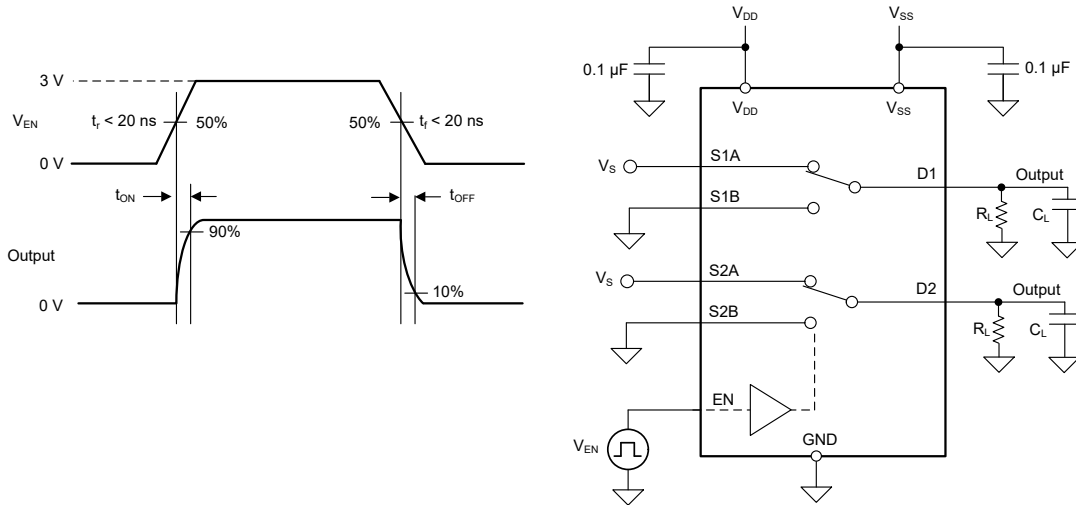 3 V
V_EN
t_r < 20 ns
50%
50%
t_f < 20 ns
0 V
t_ON
t_OFF
90%
Output
10%
0 V
V_DD
V_SS
0.1 µF
0.1 µF
V_DD
V_SS
V_S
S1A
D1
Output
S1B
R_L
C_L
V_S
S2A
D2
Output
S2B
R_L
C_L
EN
V_EN
GND